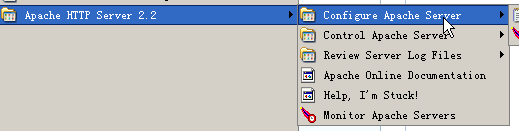 Apache HTTP Server 2.2
Configure Apache Server
Control Apache Server
Review Server Log Files
Apache Online Documentation
Help, I'm Stuck!
Monitor Apache Servers